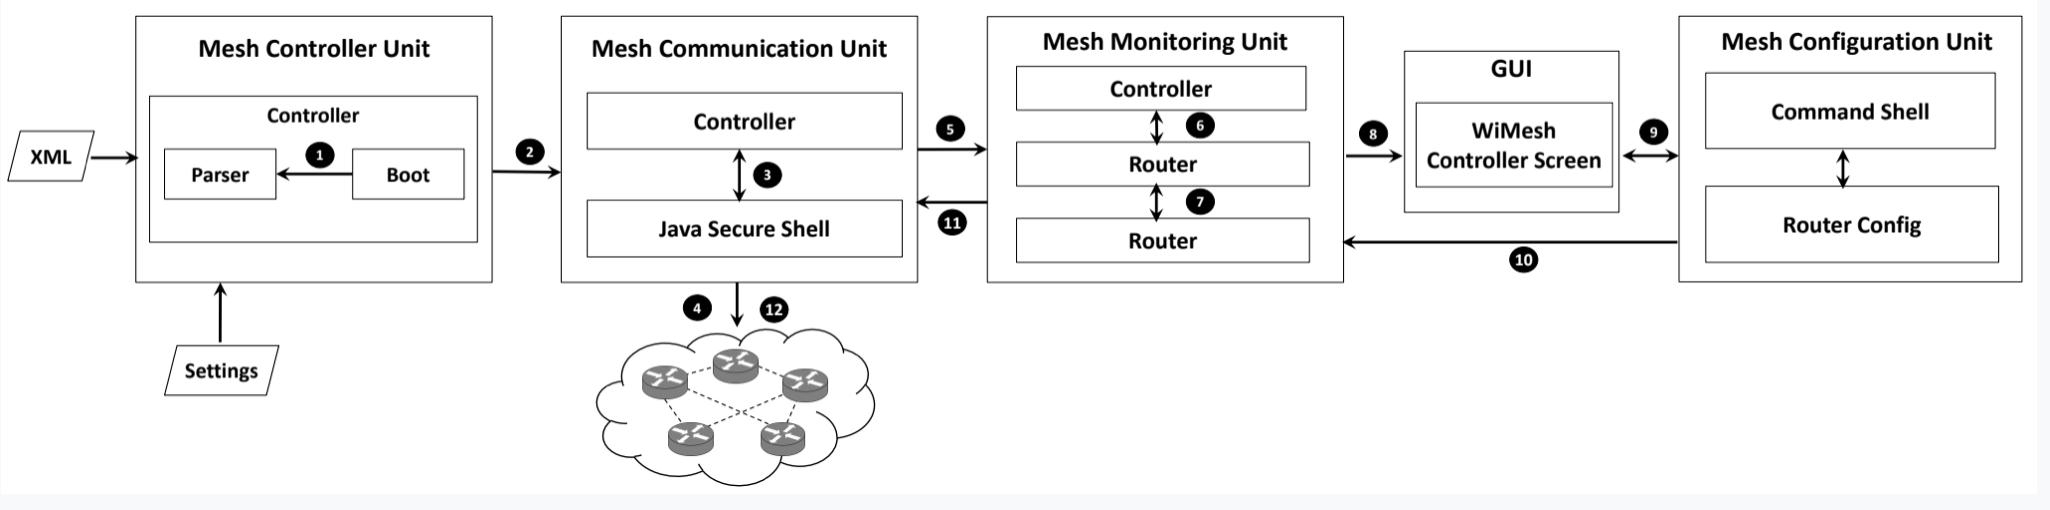 Mesh Controller Unit
Controller
Parser
1
Boot
XML
Settings
2
Mesh Communication Unit
Controller
3
Java Secure Shell
4
12
5
11
Mesh Monitoring Unit
Controller
6
Router
7
Router
8
GUI
WiMesh
Controller Screen
9
10
Mesh Configuration Unit
Command Shell
Router Config